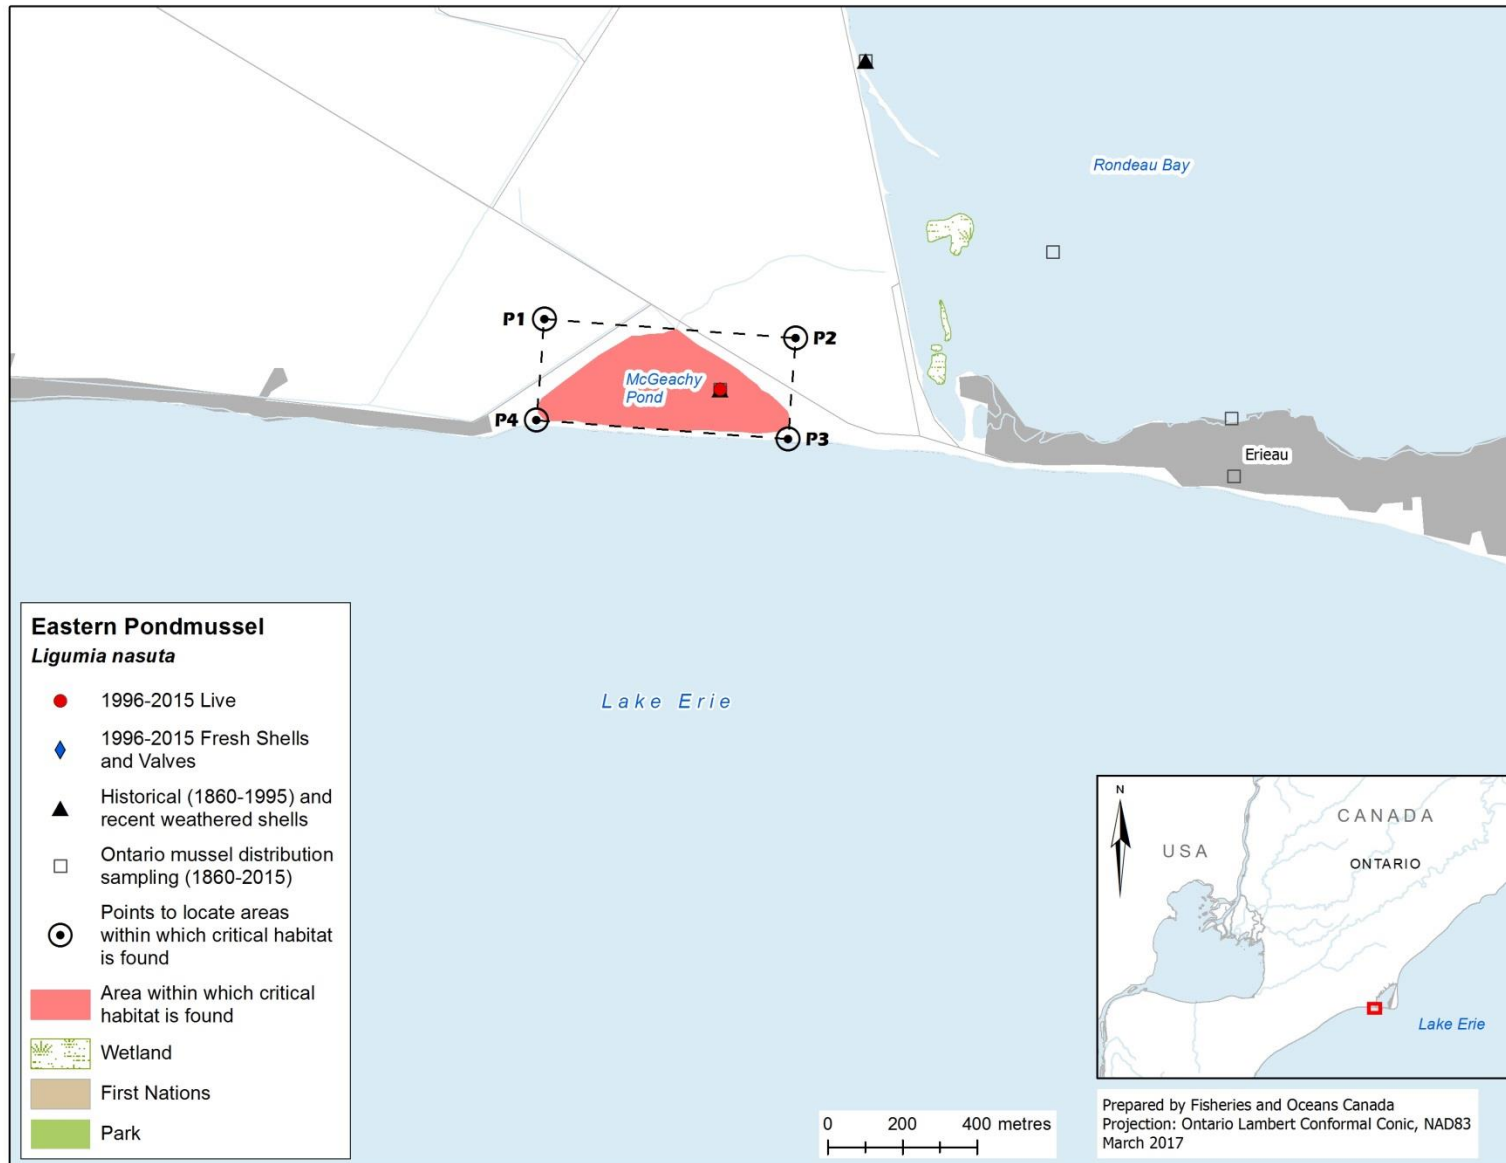 Rondeau Bay
P1
P2
McGeachy
Pond
P4
P3
Erieau
Lake Erie
Eastern Pondmussel
Ligumia nasuta
1996-2015 Live
1996-2015 Fresh Shells
and Valves
Historical (1860-1995) and
recent weathered shells
Ontario mussel distribution
sampling (1860-2015)
Points to locate areas
within which critical habitat
is found
Area within which critical
habitat is found
Wetland
First Nations
Park
0 200 400 metres
N
CANADA
USA
ONTARIO
Lake Erie
Prepared by Fisheries and Oceans Canada
Projection: Ontario Lambert Conformal Conic, NAD83
March 2017